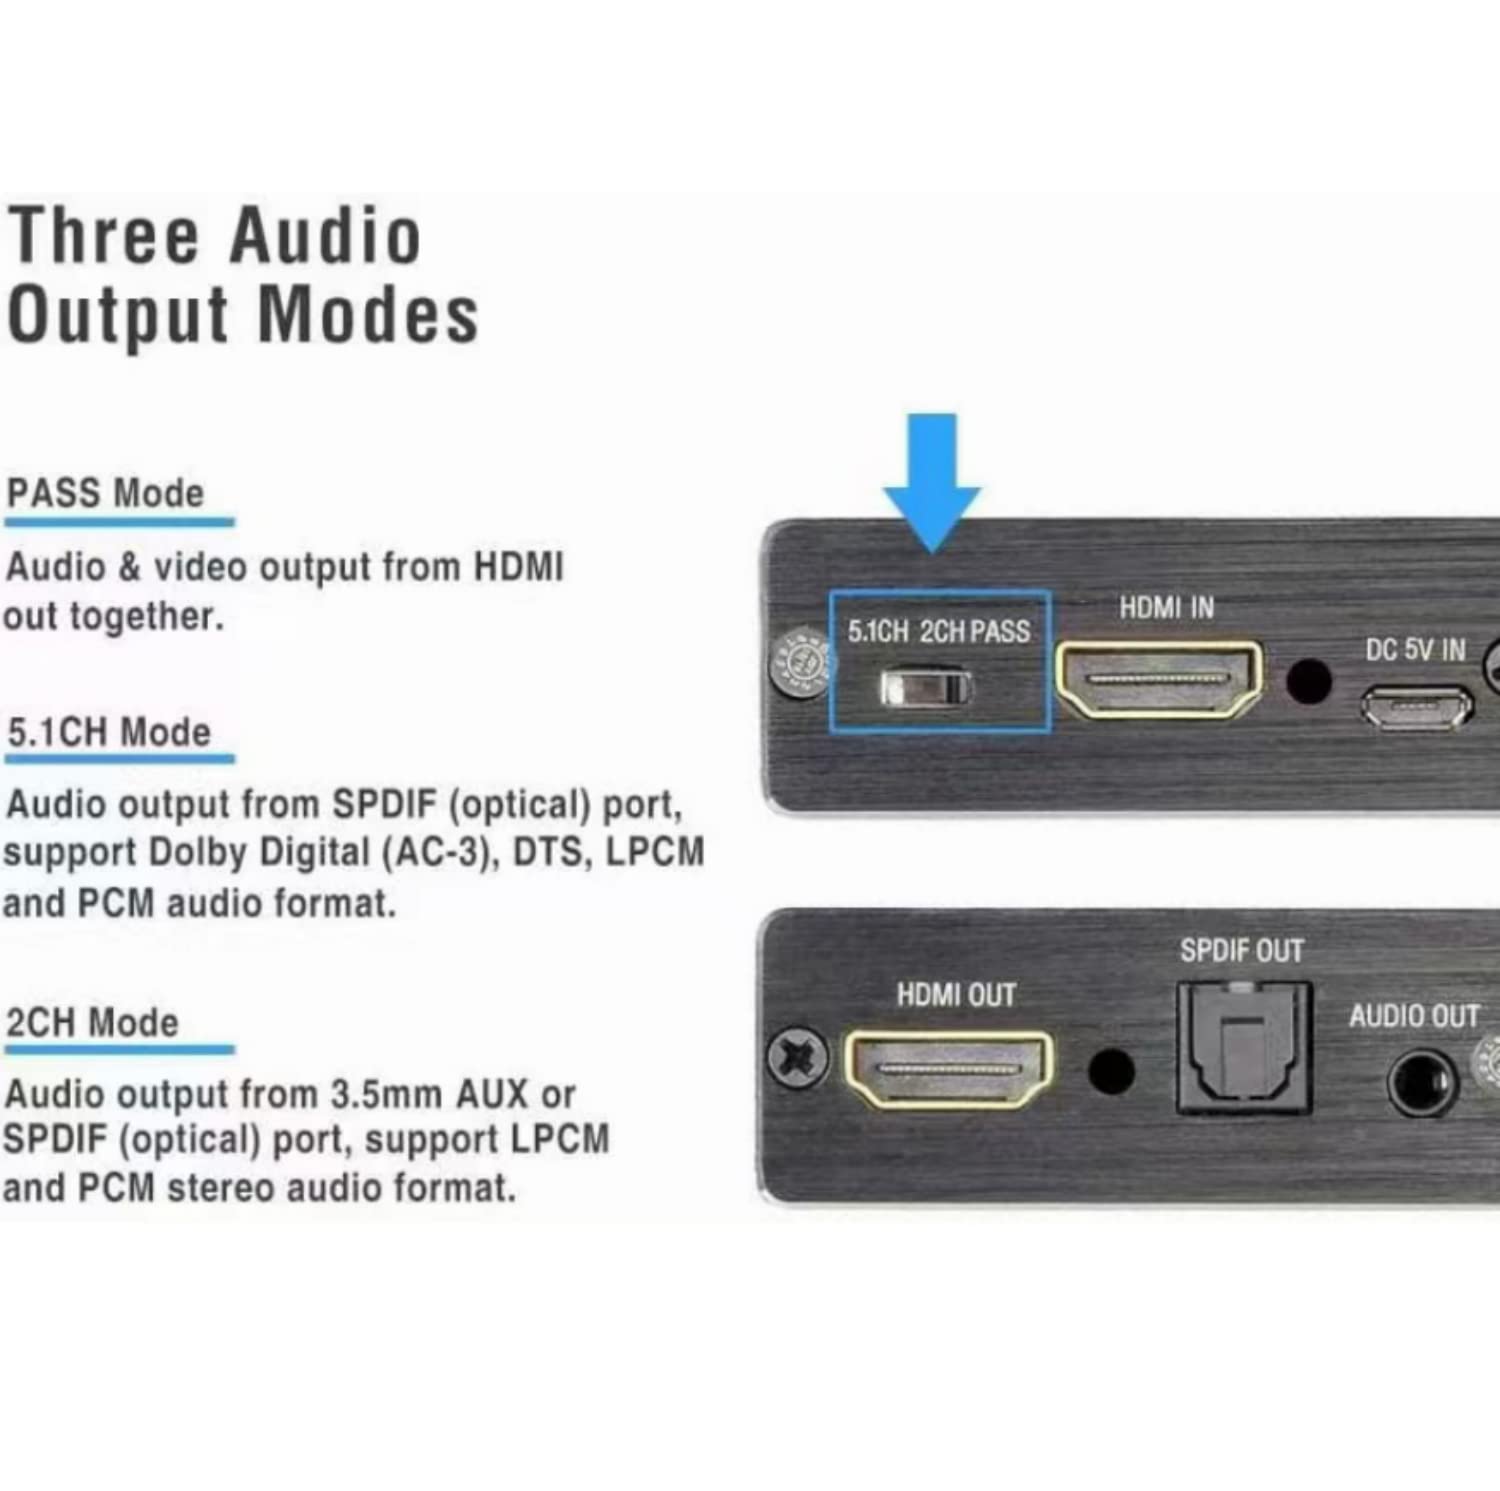 Three Audio
Output Modes
PASS Mode
Audio & video output from HDMI
out together.
5.1CH Mode
Audio output from SPDIF (optical) port,
support Dolby Digital (AC-3), DTS, LPCM
and PCM audio format.
2CH Mode
Audio output from 3.5mm AUX or
SPDIF (optical) port, support LPCM
and PCM stereo audio format.
5.1CH 2CH PASS
HDMI IN
DC 5V IN
HDMI OUT
SPDIF OUT
AUDIO OUT